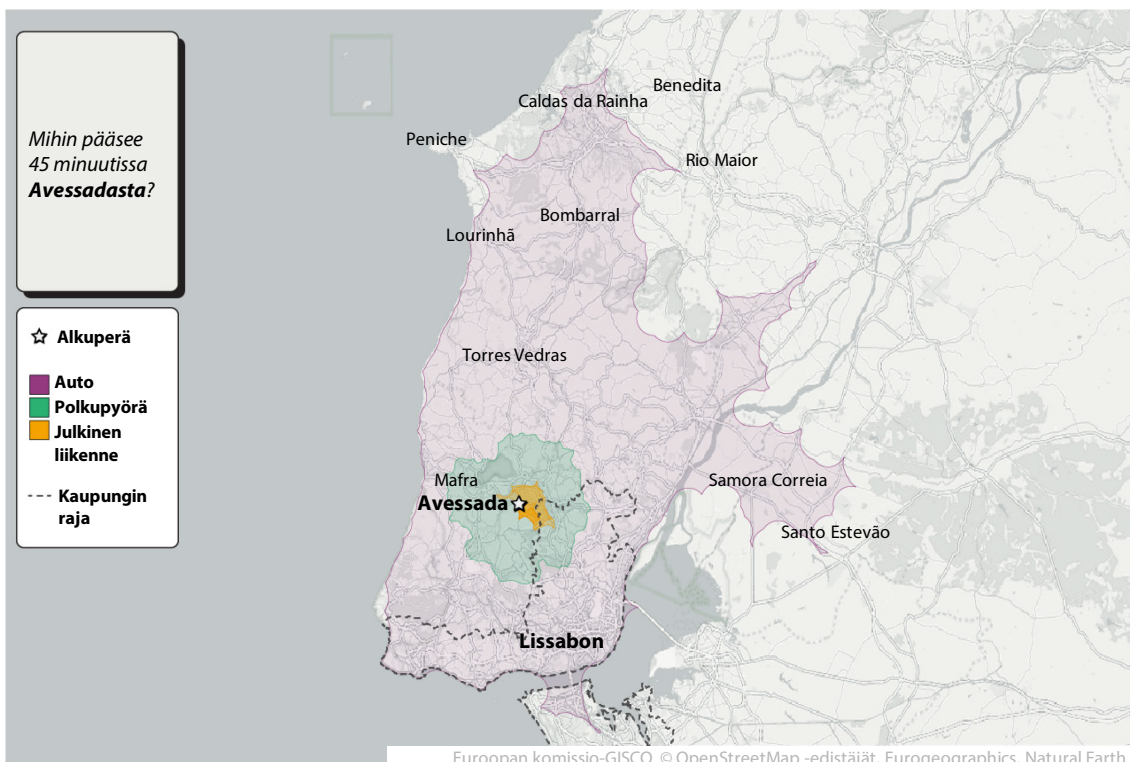 Mihin pääsee
45 minuutissa
Avessadasta?
Alkuperä
Auto
Polkupyörä
Julkinen
liikenne
Kaupungin
raja
Benedita
Caldas da Rainha
Peniche
Rio Maior
Bombarral
Lourinhã
Torres Vedras
Mafra
Avessada
Samora Correia
Santo Estevão
Lissabon
Euroopan komissio-GISCO, © OpenStreetMap -edistäjät, Eurogeographics, Natural Earth